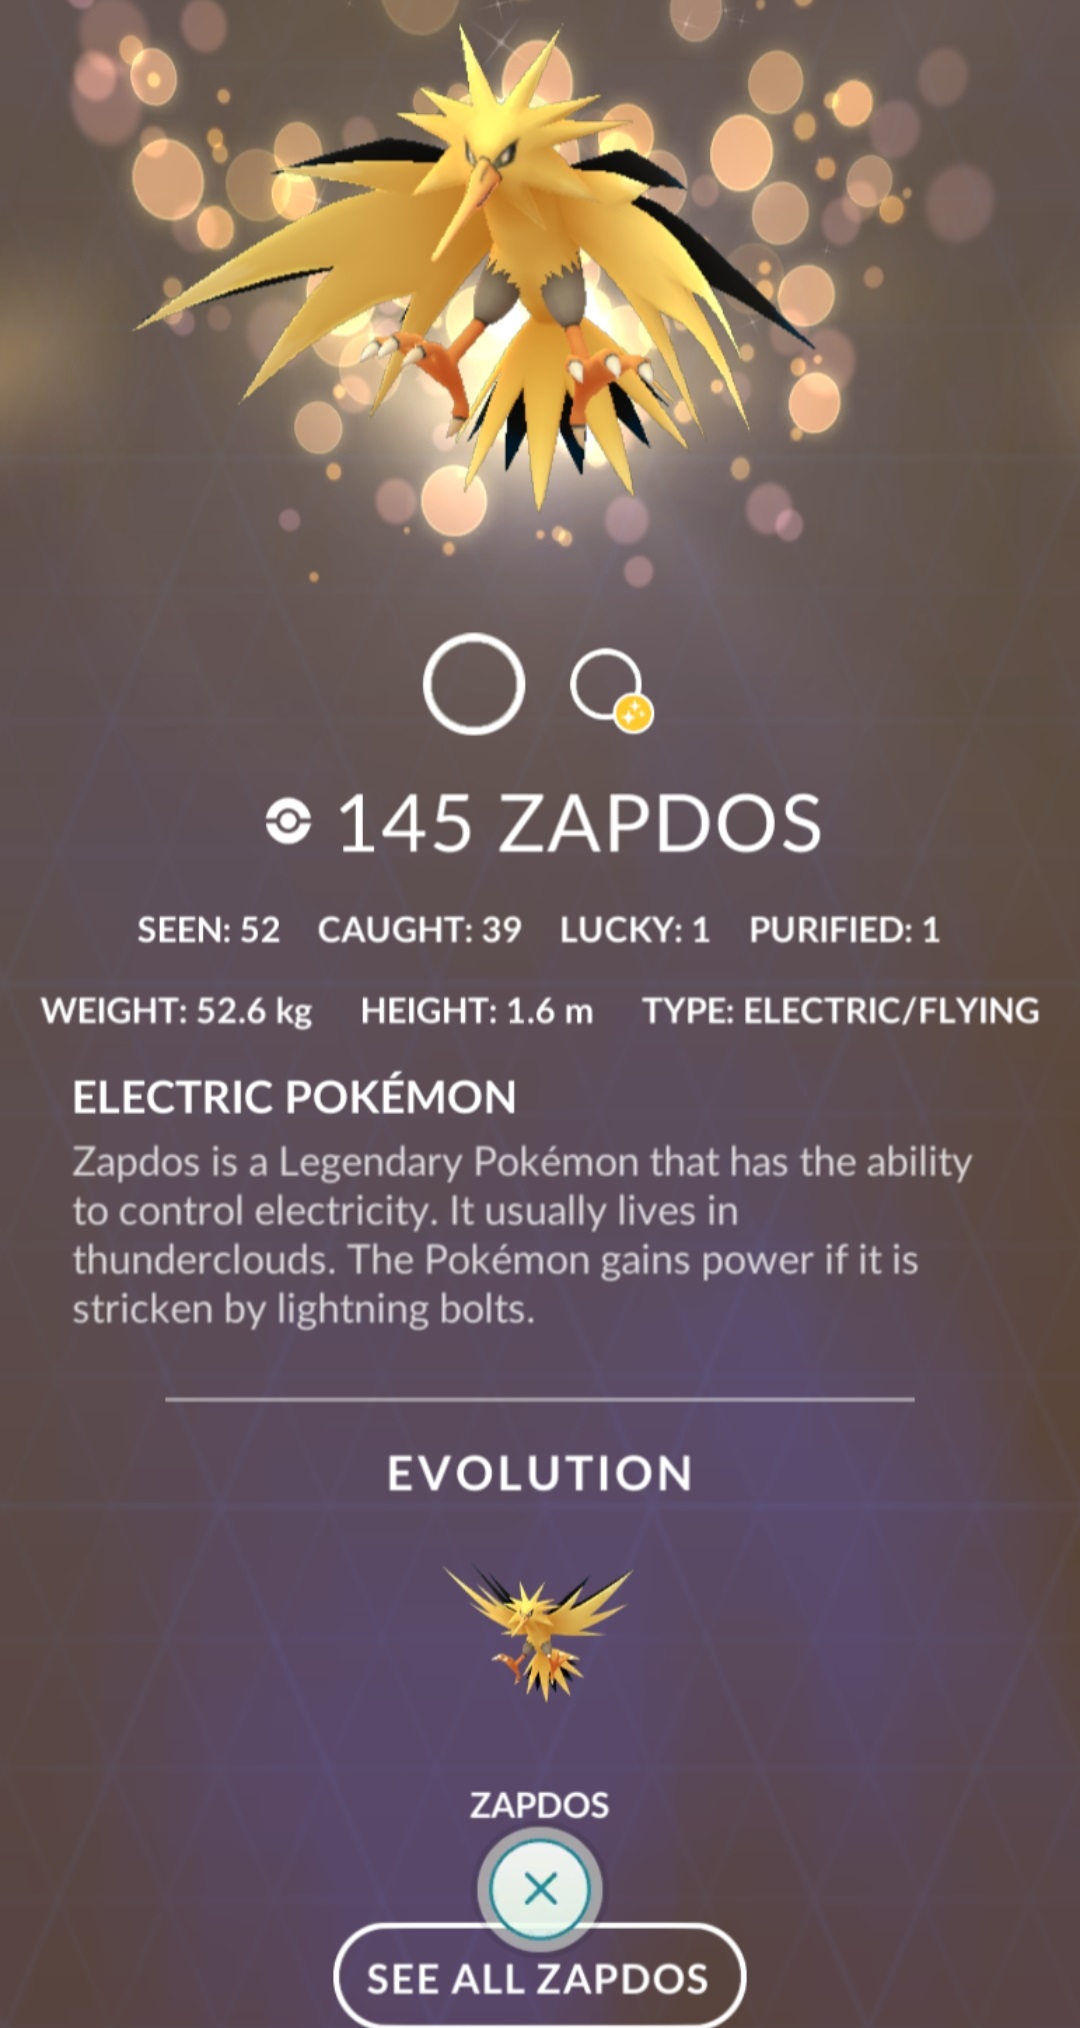 145 ZAPDOS
SEEN: 52 CAUGHT: 39 LUCKY: 1 PURIFIED: 1
WEIGHT: 52.6 kg HEIGHT: 1.6 m TYPE: ELECTRIC/FLYING
ELECTRIC POKÉMON
Zapdos is a Legendary Pokémon that has the ability
to control electricity. It usually lives in
thunderclouds. The Pokémon gains power if it is
stricken by lightning bolts.
EVOLUTION
ZAPDOS
SEE ALL ZAPDOS